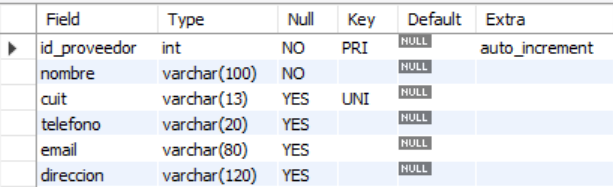 Field Type Null Key Default Extra
id_proveedor int NO PRI NULL auto_increment
nombre varchar(100) NO NULL
cuit varchar(13) YES UNI NULL
telefono varchar(20) YES NULL
email varchar(80) YES NULL
direccion varchar(120) YES NULL